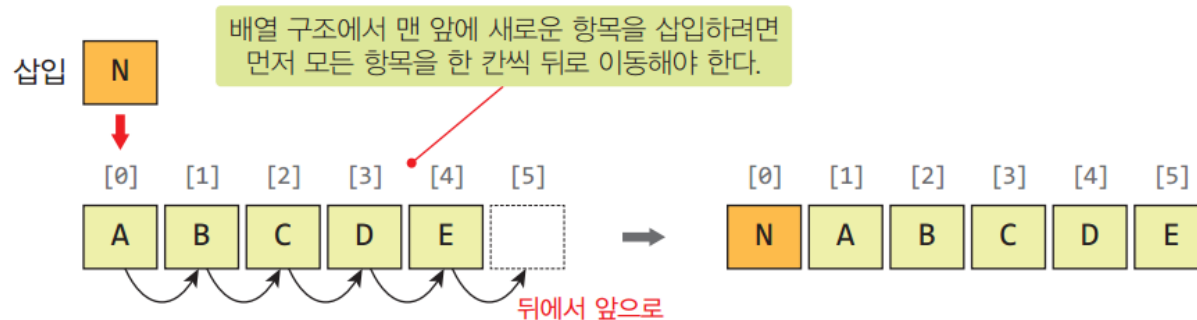 배열 구조에서 맨 앞에 새로운 항목을 삽입하려면
먼저 모든 항목을 한 칸씩 뒤로 이동해야 한다.
삽입 N
[0] [1] [2] [3] [4] [5] [0] [1] [2] [3] [4] [5]
A B C D E N A B C D E
뒤에서 앞으로